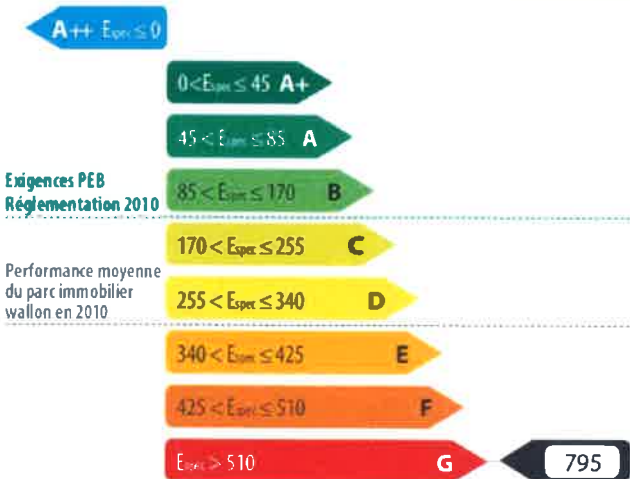 A++ Espec ≤ 0
0 < Espec ≤ 45 A+
45 < Espec ≤ 85 A
Exigences PEB
Réglementation 2010
85 < Espec ≤ 170 B
170 < Espec ≤ 255 C
Performance moyenne
du parc immobilier
wallon en 2010
255 < Espec ≤ 340 D
340 < Espec ≤ 425 E
425 < Espec ≤ 510 F
Espec > 510 G 795